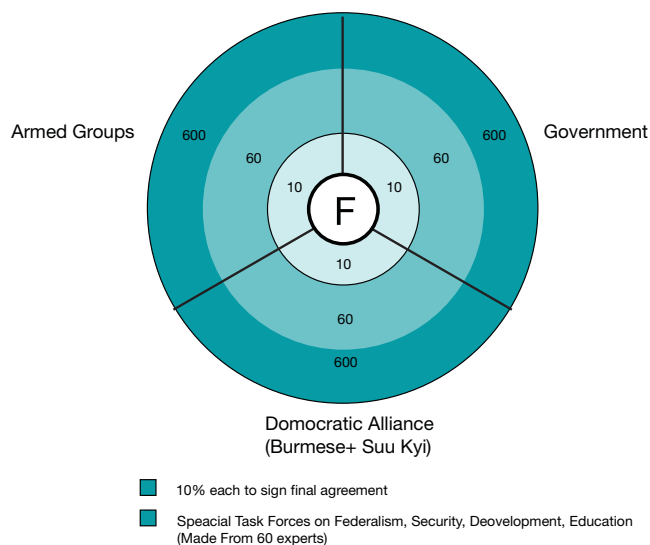 600
600
Armed Groups
Government
60
60
10
10
F
10
60
600
Domocratic Alliance
(Burmese+ Suu Kyi)
10% each to sign final agreement
Speacial Task Forces on Federalism, Security, Deovelopment, Education
(Made From 60 experts)